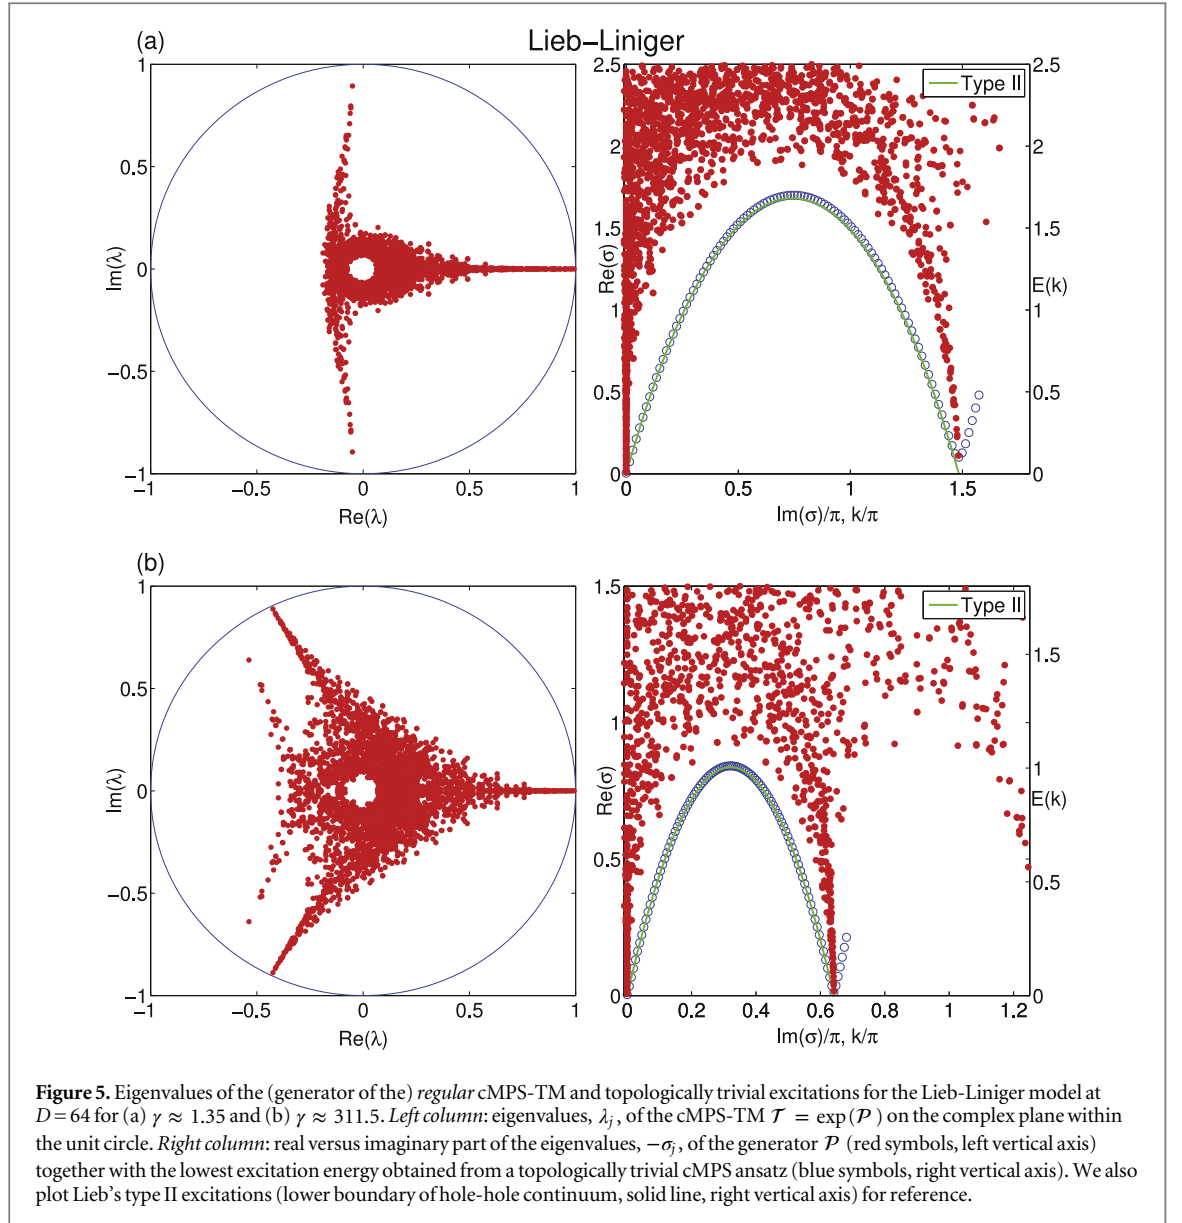 (a)
Lieb–Liniger
1
0.5
0
−0.5
−1
Im(λ)
−1
−0.5
0
0.5
1
Re(λ)
2.5
2
1.5
1
0.5
0
Re(σ)
Type II
2.5
2
1.5
E(k)
1
0.5
0
0
0.5
1
1.5
Im(σ)/π, k/π
(b)
1
0.5
0
−0.5
−1
Im(λ)
−1
−0.5
0
0.5
1
Re(λ)
1.5
1
0.5
0
Re(σ)
Type II
1.5
1
E(k)
0.5
0
0
0.2
0.4
0.6
0.8
1
1.2
Im(σ)/π, k/π
Figure 5. Eigenvalues of the (generator of the) regular cMPS-TM and topologically trivial excitations for the Lieb-Liniger model at
D = 64 for (a) γ ≈ 1.35 and (b) γ ≈ 311.5. Left column: eigenvalues, λj, of the cMPS-TM 𝒯 = exp(𝒫) on the complex plane within
the unit circle. Right column: real versus imaginary part of the eigenvalues, −σj, of the generator 𝒫 (red symbols, left vertical axis)
together with the lowest excitation energy obtained from a topologically trivial cMPS ansatz (blue symbols, right vertical axis). We also
plot Lieb's type II excitations (lower boundary of hole-hole continuum, solid line, right vertical axis) for reference.